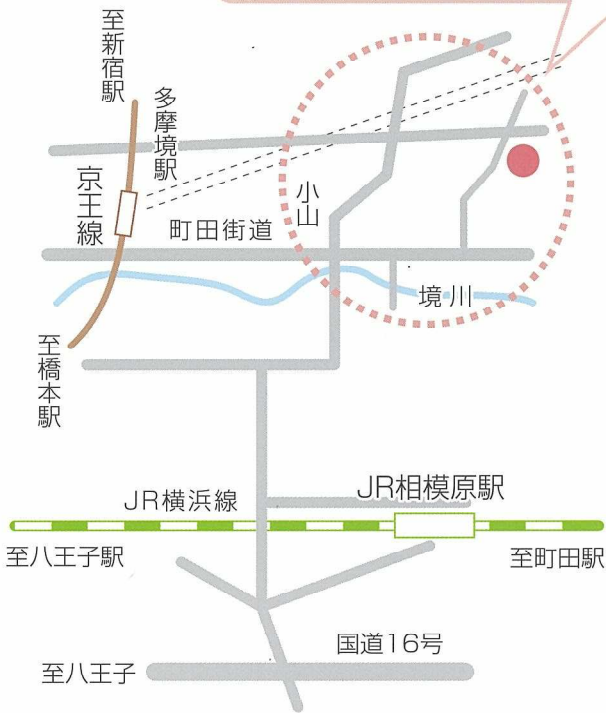 至新宿駅
多摩境駅
京王線
小山
町田街道
境川
至橋本駅
JR横浜線
JR相模原駅
至八王子駅
至町田駅
国道16号
至八王子